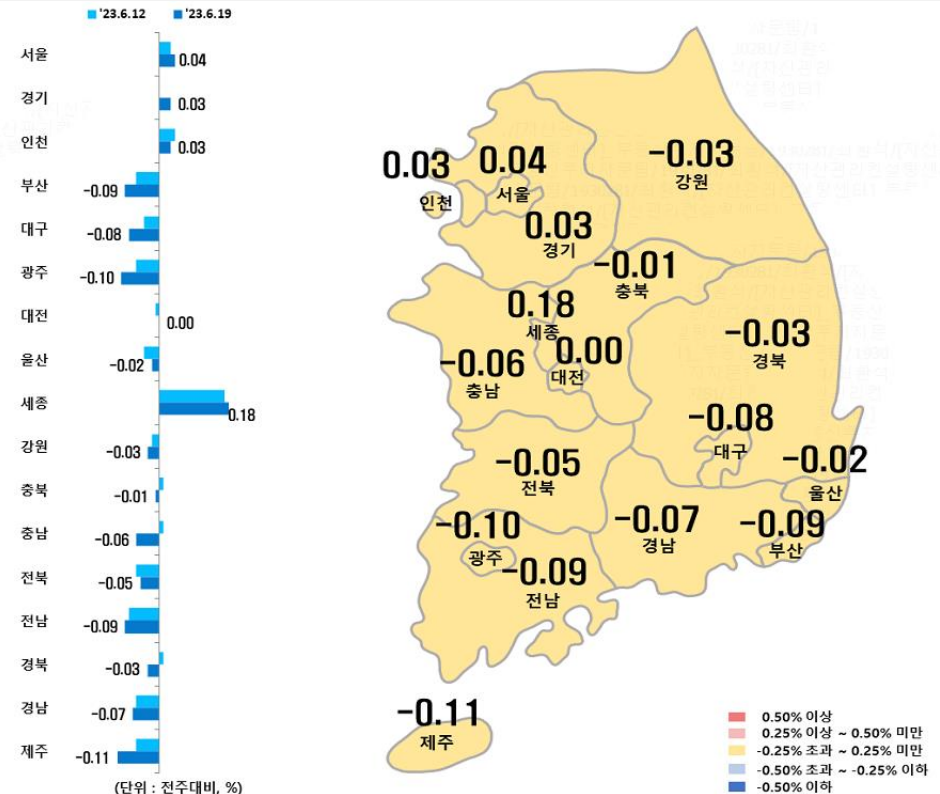 '23.6.12 '23.6.19
서울 0.04
경기 0.03
인천 0.03
부산 -0.09
대구 -0.08
광주 -0.10
대전 0.00
울산 -0.02
세종 0.18
강원 -0.03
충북 -0.01
충남 -0.06
전북 -0.05
전남 -0.09
경북 -0.03
경남 -0.07
제주 -0.11
(단위 : 전주대비, %)
0.03
인천
0.04
서울
-0.03
강원
0.03
경기
-0.01
충북
0.18
세종
0.00
대전
-0.06
충남
-0.03
경북
-0.08
대구
-0.02
울산
-0.05
전북
-0.07
경남
-0.09
부산
-0.10
광주
-0.09
전남
-0.11
제주
0.50% 이상
0.25% 이상 ~ 0.50% 미만
-0.25% 초과 ~ 0.25% 미만
-0.50% 초과 ~ -0.25% 이하
-0.50% 이하